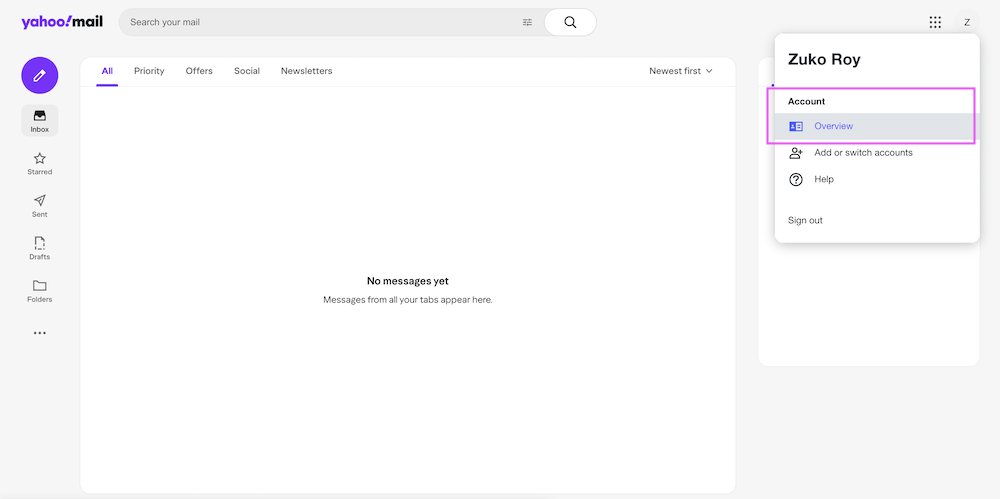 yahoo!mail
Search your mail
Z
Zuko Roy
All Priority Offers Social Newsletters
Newest first
Account
Overview
Add or switch accounts
Help
Sign out
Inbox
Starred
Sent
Drafts
Folders
No messages yet
Messages from all your tabs appear here.